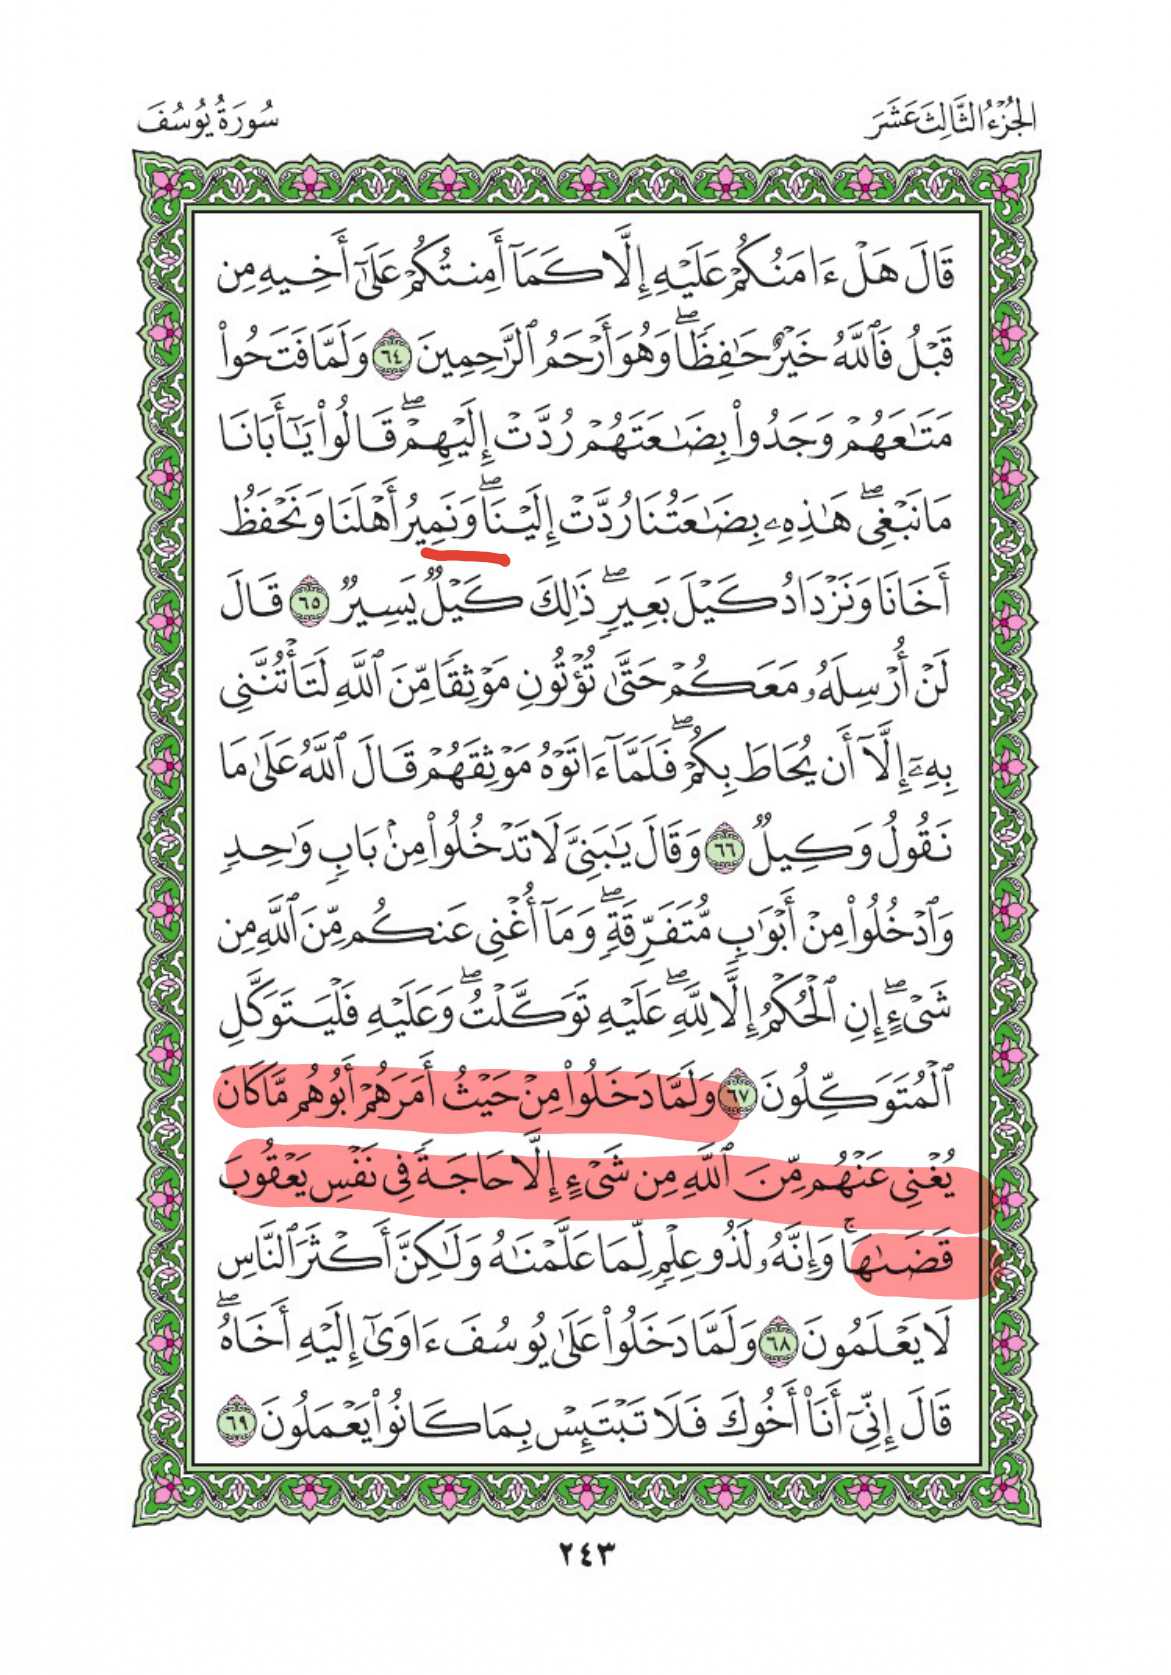 الجُزْءُ الثَّالِثَ عَشَرَ
سُورَةُ يُوسُفَ
قَالَ هَلْ ءَامَنُكُمْ عَلَيْهِ إِلَّا كَمَآ أَمِنتُكُمْ عَلَىٰٓ أَخِيهِ مِن
قَبْلُ فَٱللَّهُ خَيْرٌ حَٰفِظًاۖ وَهُوَ أَرْحَمُ ٱلرَّٰحِمِينَ ٦٤ وَلَمَّا فَتَحُوا۟
مَتَٰعَهُمْ وَجَدُوا۟ بِضَٰعَتَهُمْ رُدَّتْ إِلَيْهِمْۖ قَالُوا۟ يَٰٓأَبَانَا
مَا نَبْغِىۖ هَٰذِهِۦ بِضَٰعَتُنَا رُدَّتْ إِلَيْنَاۖ وَنَمِيرُ أَهْلَنَا وَنَحْفَظُ
أَخَانَا وَنَزْدَادُ كَيْلَ بَعِيرٍۖ ذَٰلِكَ كَيْلٌ يَسِيرٌ ٦٥ قَالَ
لَنْ أُرْسِلَهُۥ مَعَكُمْ حَتَّىٰ تُؤْتُونِ مَوْثِقًا مِّنَ ٱللَّهِ لَتَأْتُنَّنِى
بِهِۦٓ إِلَّآ أَن يُحَاطَ بِكُمْۖ فَلَمَّآ ءَاتَوْهُ مَوْثِقَهُمْ قَالَ ٱللَّهُ عَلَىٰ مَا
نَقُولُ وَكِيلٌ ٦٦ وَقَالَ يَٰبَنِىَّ لَا تَدْخُلُوا۟ مِنۢ بَابٍ وَٰحِدٍ
وَٱدْخُلُوا۟ مِنْ أَبْوَٰبٍ مُّتَفَرِّقَةٍۖ وَمَآ أُغْنِى عَنكُم مِّنَ ٱللَّهِ مِن
شَىْءٍۖ إِنِ ٱلْحُكْمُ إِلَّا لِلَّهِۖ عَلَيْهِ تَوَكَّلْتُۖ وَعَلَيْهِ فَلْيَتَوَكَّلِ
ٱلْمُتَوَكِّلُونَ ٦٧ وَلَمَّا دَخَلُوا۟ مِنْ حَيْثُ أَمَرَهُمْ أَبُوهُم مَّا كَانَ
يُغْنِى عَنْهُم مِّنَ ٱللَّهِ مِن شَىْءٍ إِلَّا حَاجَةً فِى نَفْسِ يَعْقُوبَ
قَضَىٰهَاۚ وَإِنَّهُۥ لَذُو عِلْمٍ لِّمَا عَلَّمْنَٰهُ وَلَٰكِنَّ أَكْثَرَ ٱلنَّاسِ
لَا يَعْلَمُونَ ٦٨ وَلَمَّا دَخَلُوا۟ عَلَىٰ يُوسُفَ ءَاوَىٰٓ إِلَيْهِ أَخَاهُۖ
قَالَ إِنِّىٓ أَنَا۠ أَخُوكَ فَلَا تَبْتَئِسْ بِمَا كَانُوا۟ يَعْمَلُونَ ٦٩
٢٤٣